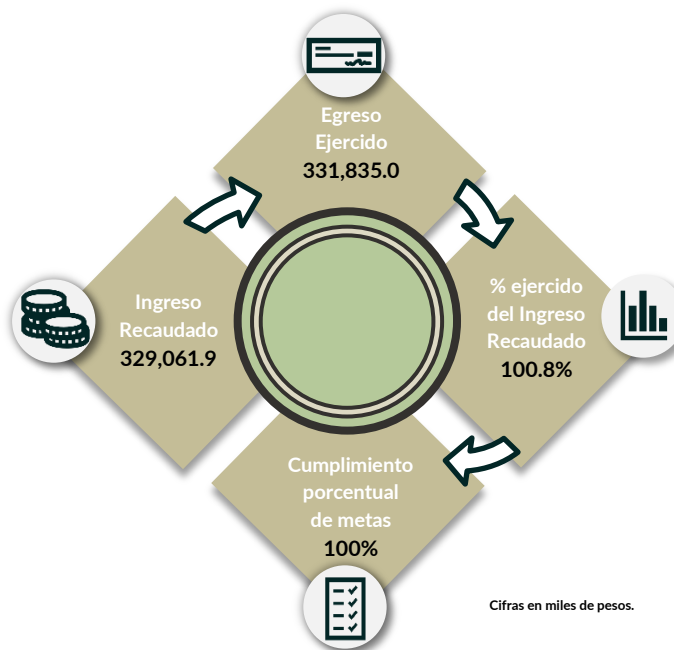 Egreso
Ejercido
331,835.0
Ingreso
Recaudado
329,061.9
% ejercido
del Ingreso
Recaudado
100.8%
Cumplimiento
porcentual
de metas
100%
Cifras en miles de pesos.